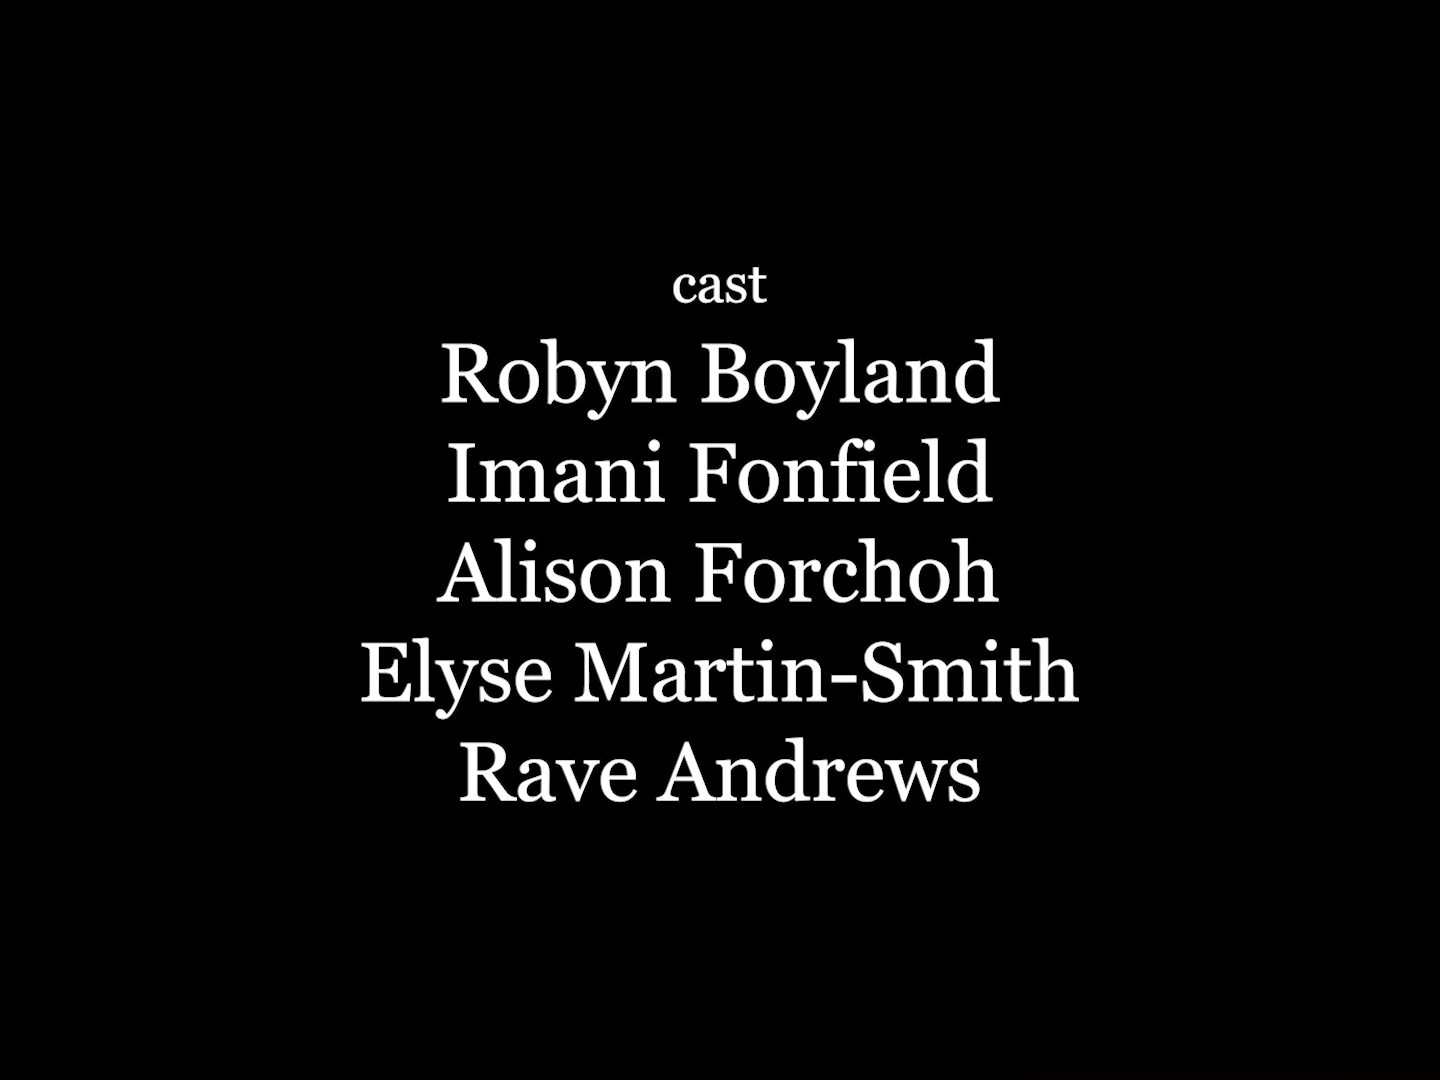 cast
Robyn Boyland
Imani Fonfield
Alison Forchoh
Elyse Martin-Smith
Rave Andrews